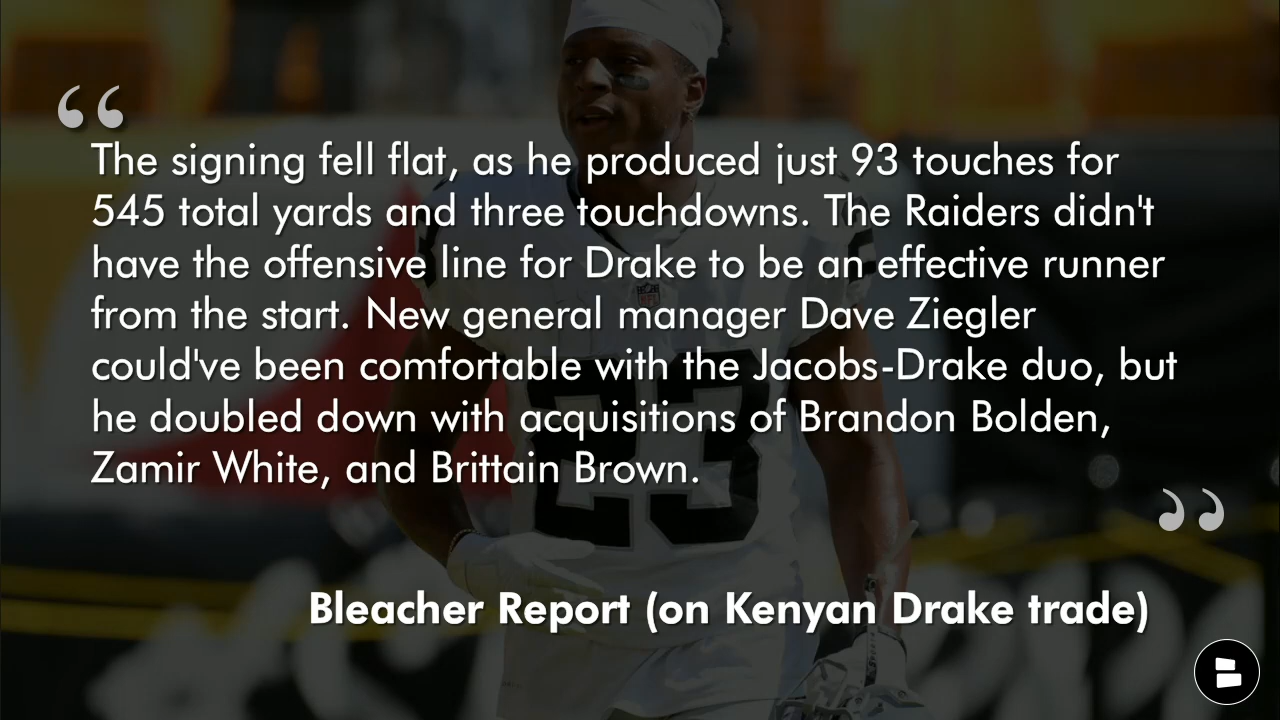 “
The signing fell flat, as he produced just 93 touches for
545 total yards and three touchdowns. The Raiders didn't
have the offensive line for Drake to be an effective runner
from the start. New general manager Dave Ziegler
could've been comfortable with the Jacobs-Drake duo, but
he doubled down with acquisitions of Brandon Bolden,
Zamir White, and Brittain Brown.
”
Bleacher Report (on Kenyan Drake trade)
23
NFL